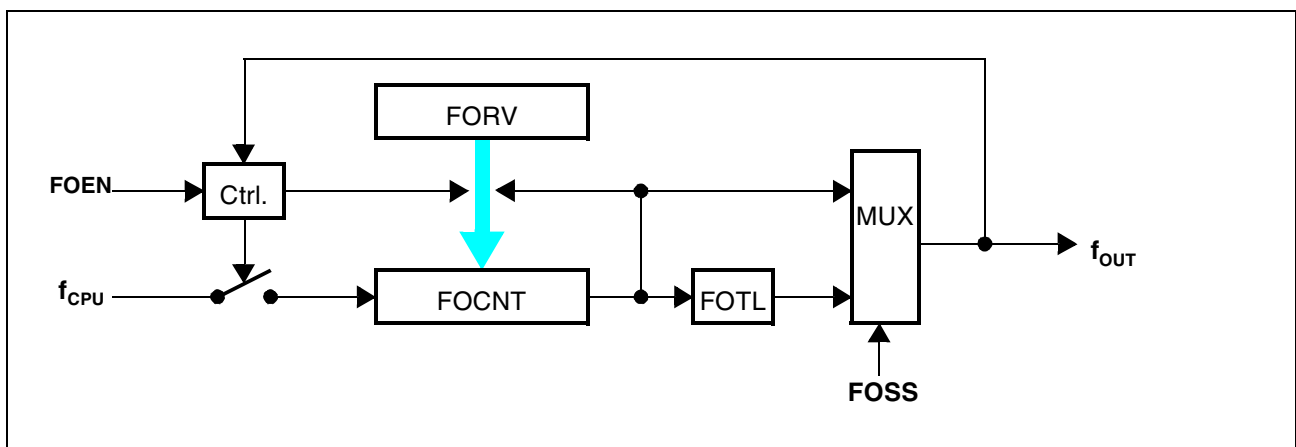 FORV
FOEN
Ctrl.
MUX
fOUT
fCPU
FOCNT
FOTL
FOSS